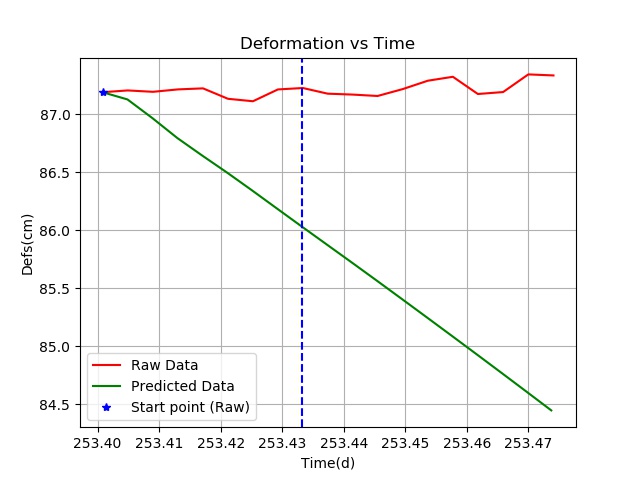 Deformation vs Time
Defs(cm)
87.0
86.5
86.0
85.5
85.0
84.5
Raw Data
Predicted Data
Start point (Raw)
253.40 253.41 253.42 253.43 253.44 253.45 253.46 253.47
Time(d)